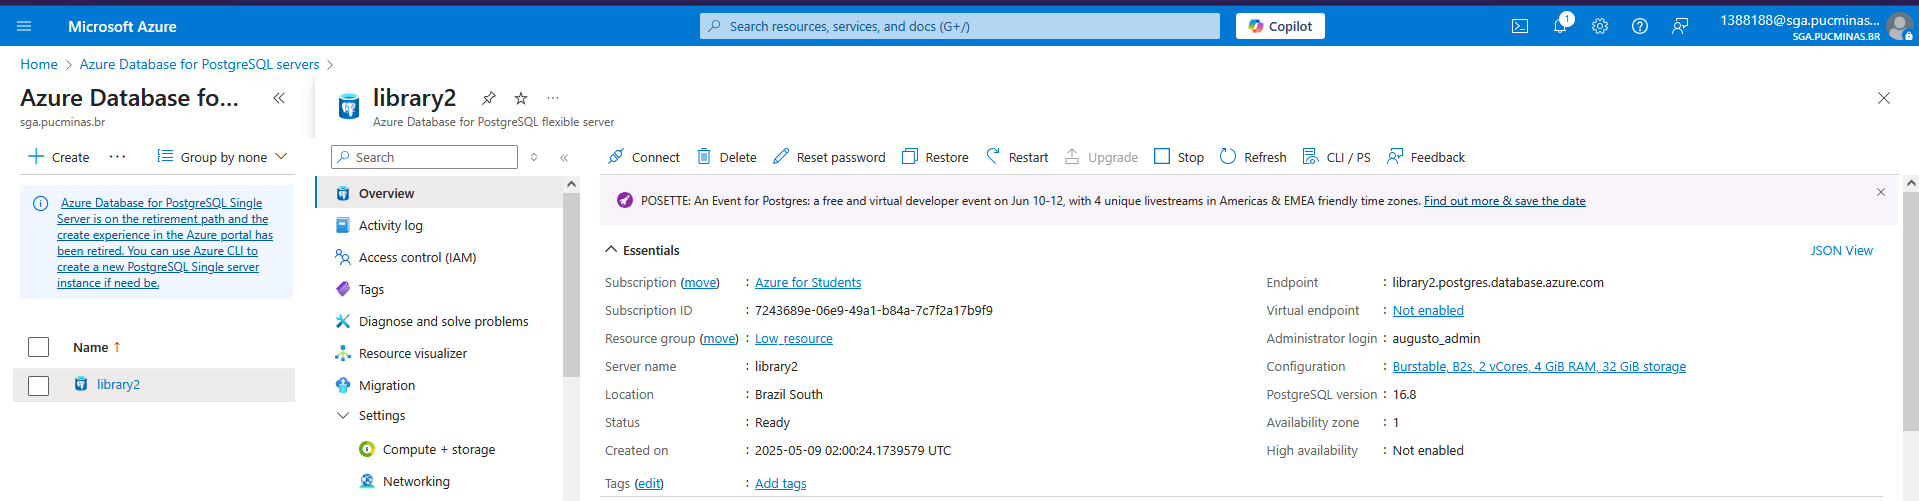 Microsoft Azure
Search resources, services, and docs (G+/)
Copilot
1
1388188@sga.pucminas...
SGA.PUCMINAS.BR
Home > Azure Database for PostgreSQL servers >
Azure Database fo...
sga.pucminas.br
Create
Group by none
Azure Database for PostgreSQL Single
Server is on the retirement path and the
create experience in the Azure portal has
been retired. You can use Azure CLI to
create a new PostgreSQL Single server
instance if need be.
Name ↑
library2
library2
Azure Database for PostgreSQL flexible server
Search
Overview
Activity log
Access control (IAM)
Tags
Diagnose and solve problems
Resource visualizer
Migration
Settings
Compute + storage
Networking
Connect Delete Reset password Restore Restart Upgrade Stop Refresh CLI / PS Feedback
POSETTE: An Event for Postgres: a free and virtual developer event on Jun 10-12, with 4 unique livestreams in Americas & EMEA friendly time zones. Find out more & save the date
Essentials
JSON View
Subscription (move) : Azure for Students
Subscription ID : 7243689e-06e9-49a1-b84a-7c7f2a17b9f9
Resource group (move) : Low_resource
Server name : library2
Location : Brazil South
Status : Ready
Created on : 2025-05-09 02:00:24.1739579 UTC
Tags (edit) : Add tags
Endpoint : library2.postgres.database.azure.com
Virtual endpoint : Not enabled
Administrator login : augusto_admin
Configuration : Burstable, B2s, 2 vCores, 4 GiB RAM, 32 GiB storage
PostgreSQL version : 16.8
Availability zone : 1
High availability : Not enabled